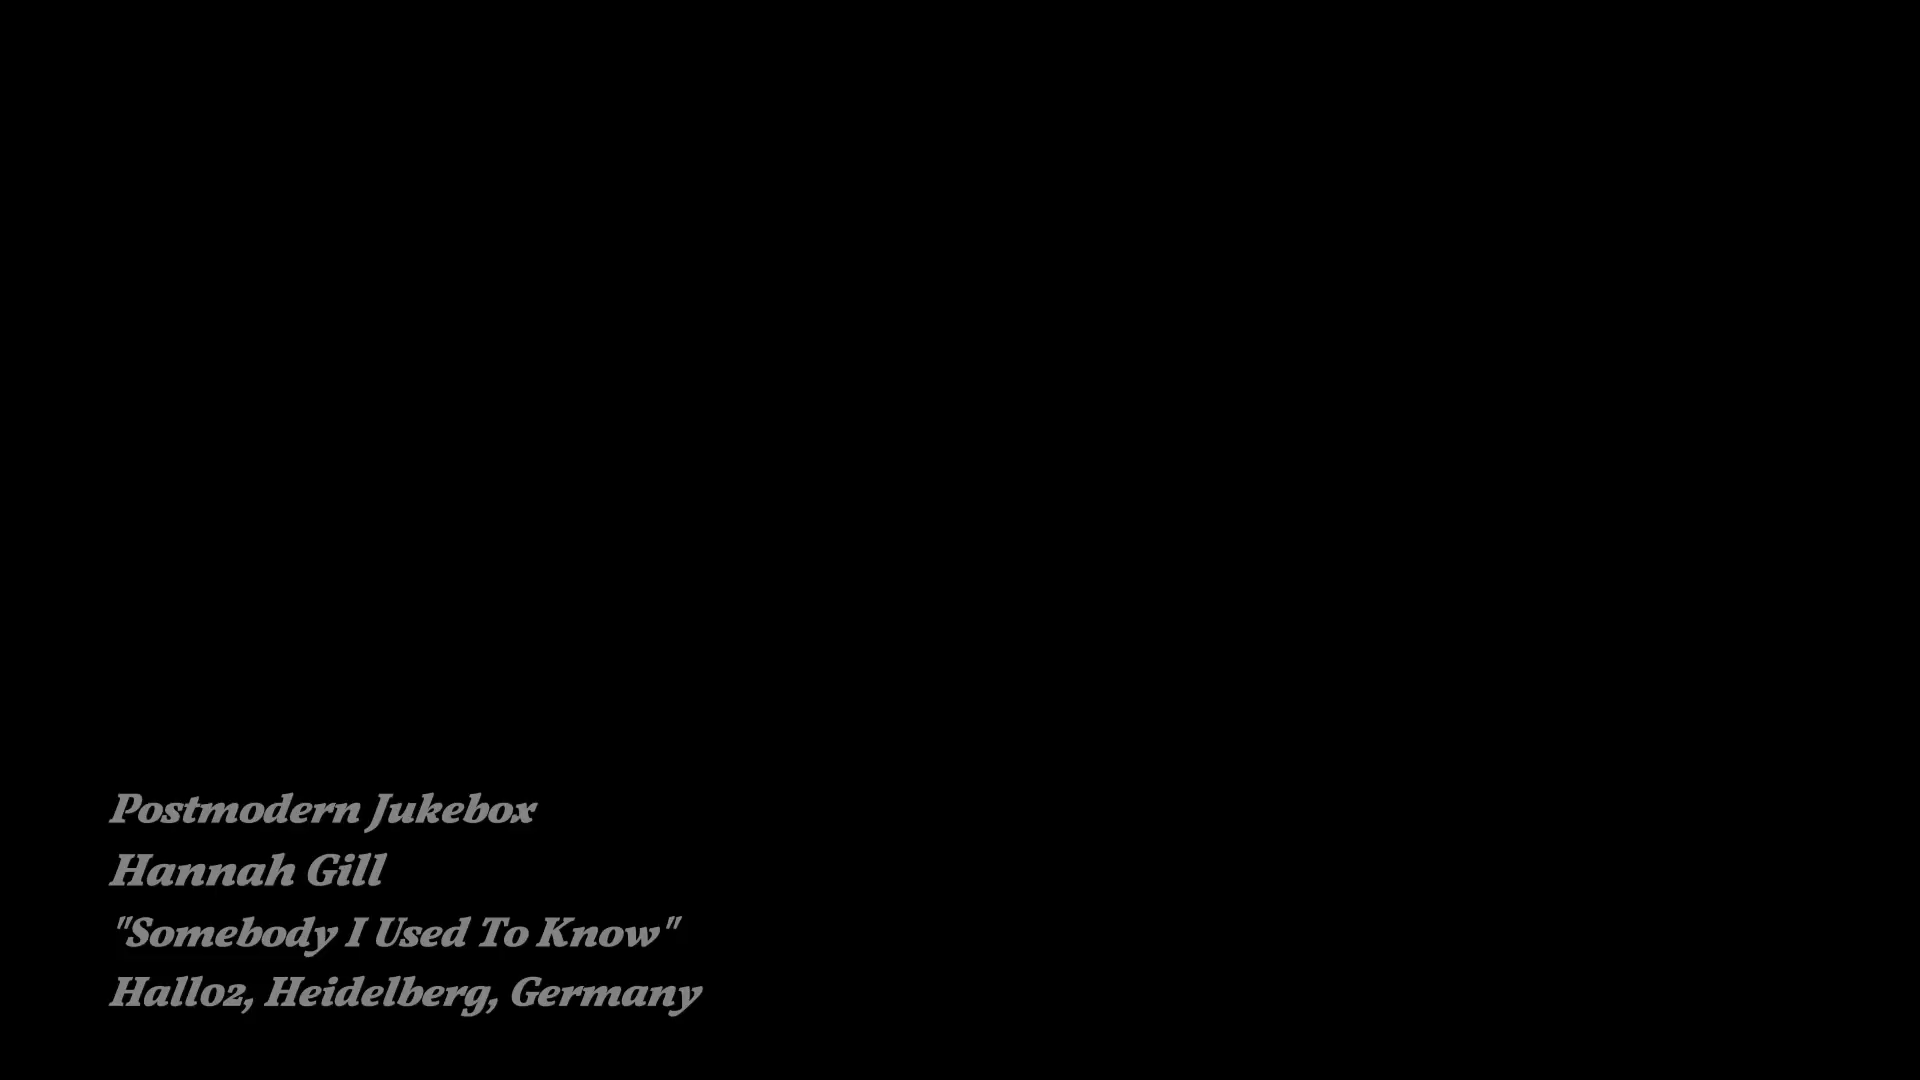 Postmodern Jukebox
Hannah Gill
"Somebody I Used To Know"
Hall02, Heidelberg, Germany